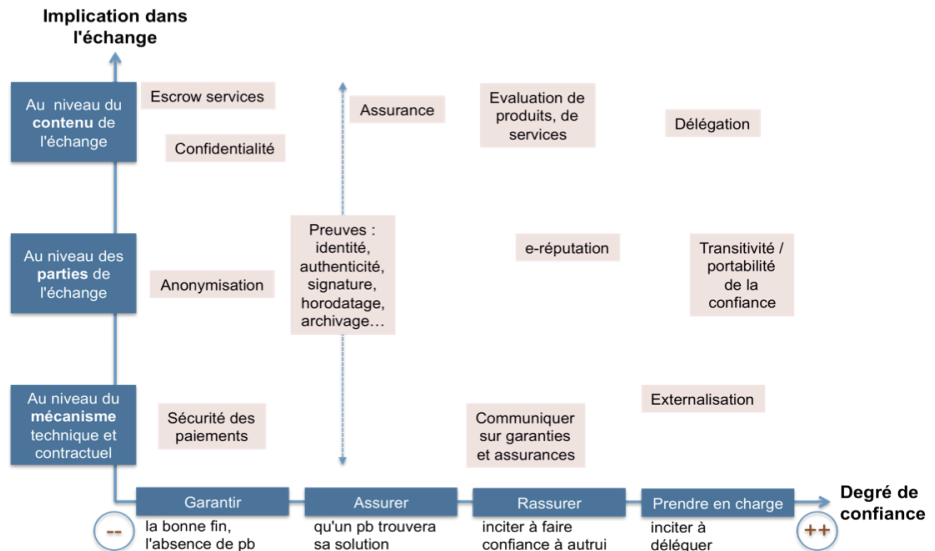 Implication dans
l'échange
Au niveau du
contenu de
l'échange
Escrow services
Confidentialité
Assurance
Evaluation de
produits, de
services
Délégation
Au niveau des
parties de
l'échange
Anonymisation
Preuves :
identité,
authenticité,
signature,
horodatage,
archivage…
e-réputation
Transitivité /
portabilité
de la
confiance
Au niveau du
mécanisme
technique et
contractuel
Sécurité des
paiements
Communiquer
sur garanties
et assurances
Externalisation
Garantir
Assurer
Rassurer
Prendre en charge
Degré de
confiance
--
la bonne fin,
l'absence de pb
qu'un pb trouvera
sa solution
inciter à faire
confiance à autrui
inciter à
déléguer
++